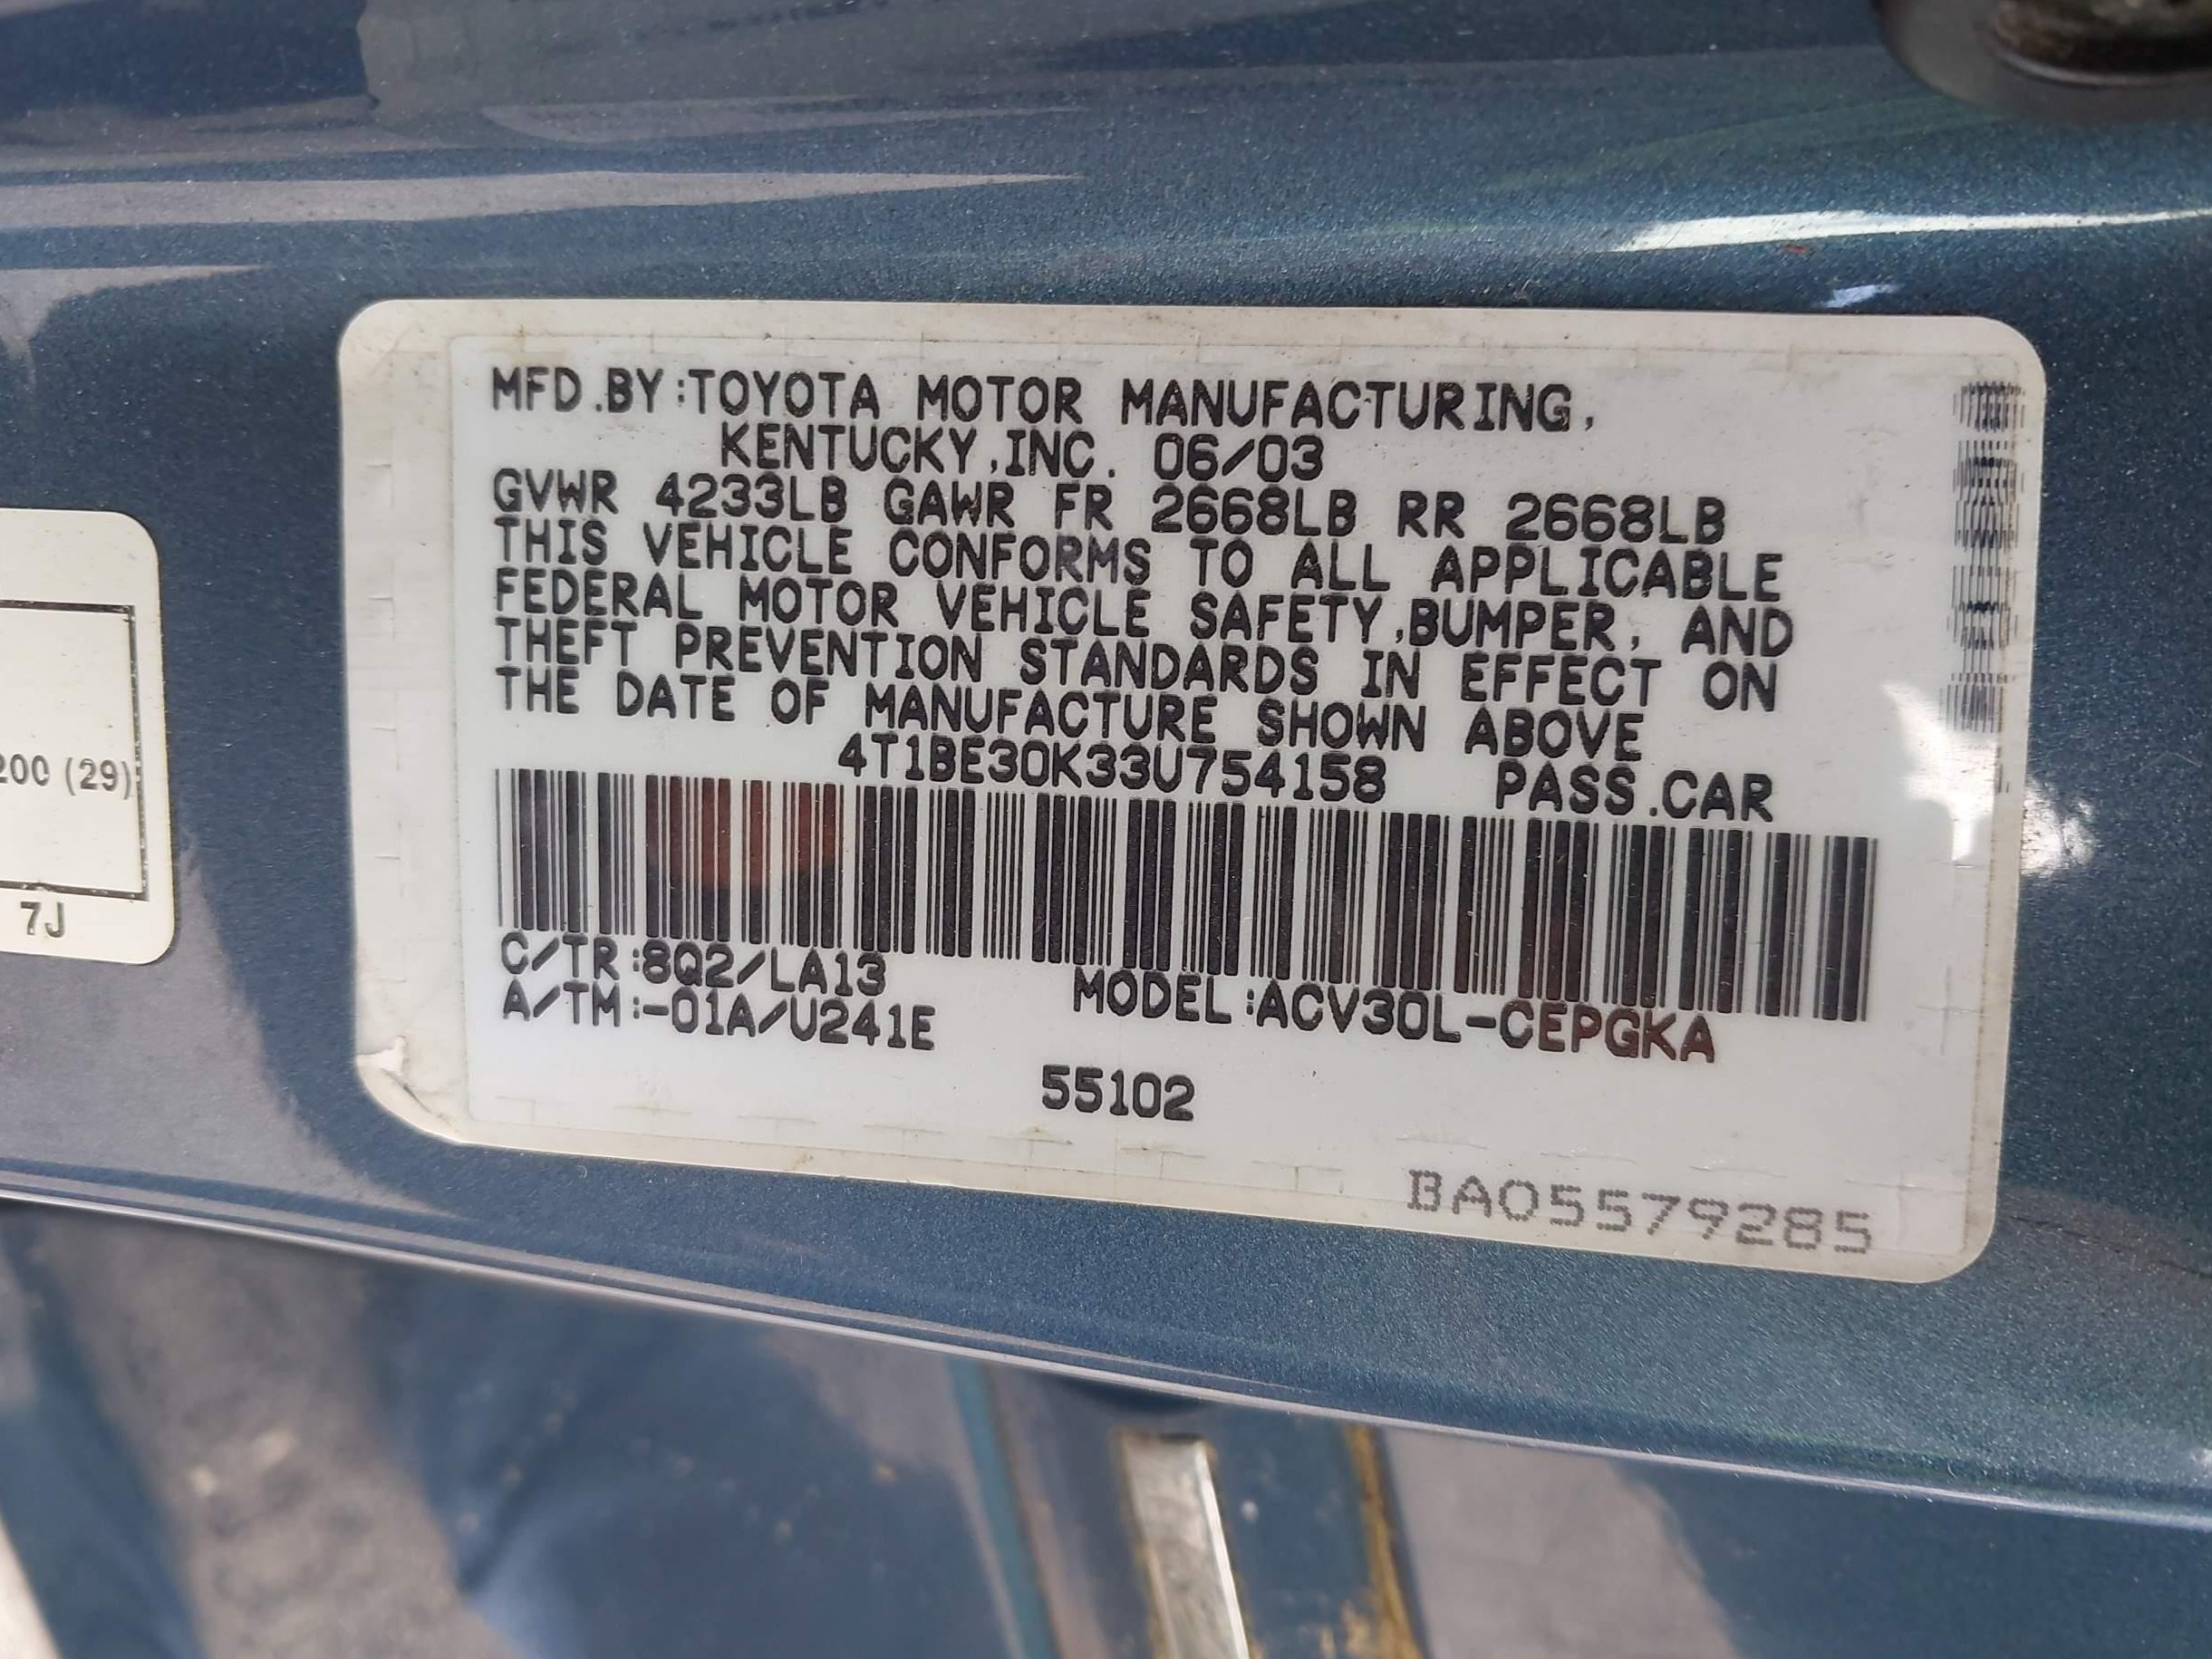 MFD.BY:TOYOTA MOTOR MANUFACTURING,
KENTUCKY,INC. 06/03
GVWR 4233LB GAWR FR 2668LB RR 2668LB
THIS VEHICLE CONFORMS TO ALL APPLICABLE
FEDERAL MOTOR VEHICLE SAFETY,BUMPER, AND
THEFT PREVENTION STANDARDS IN EFFECT ON
THE DATE OF MANUFACTURE SHOWN ABOVE
4T1BE30K33U754158 PASS.CAR
C/TR:8Q2/LA13
A/TM:-01A/U241E
MODEL:ACV30L-CEPGKA
55102
BA05579285
200 (29)
7J